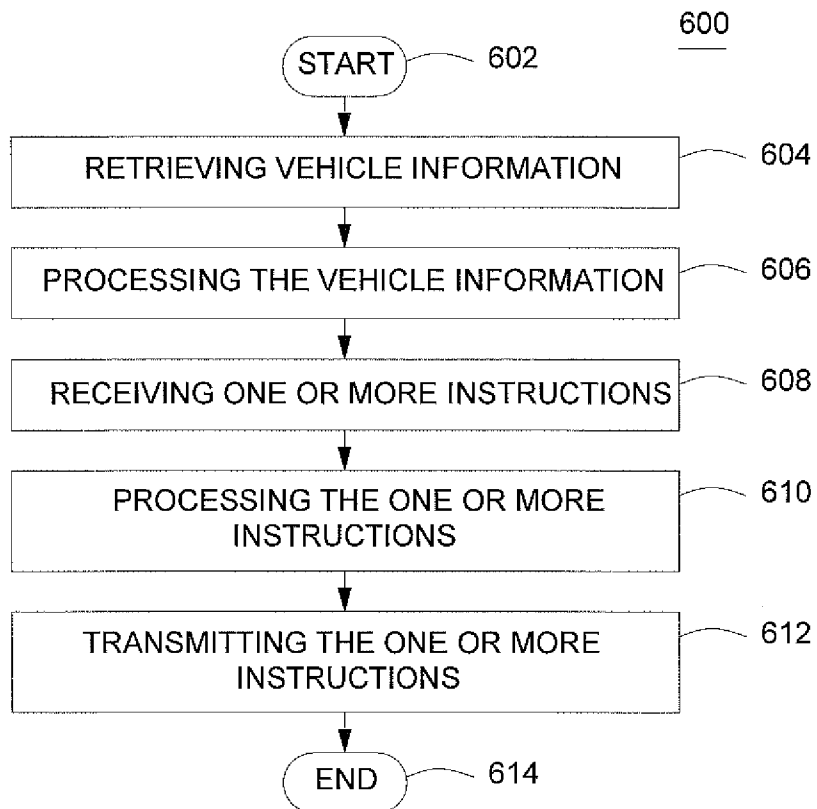 600
START 602
RETRIEVING VEHICLE INFORMATION 604
PROCESSING THE VEHICLE INFORMATION 606
RECEIVING ONE OR MORE INSTRUCTIONS 608
PROCESSING THE ONE OR MORE 610
INSTRUCTIONS
TRANSMITTING THE ONE OR MORE 612
INSTRUCTIONS
END 614